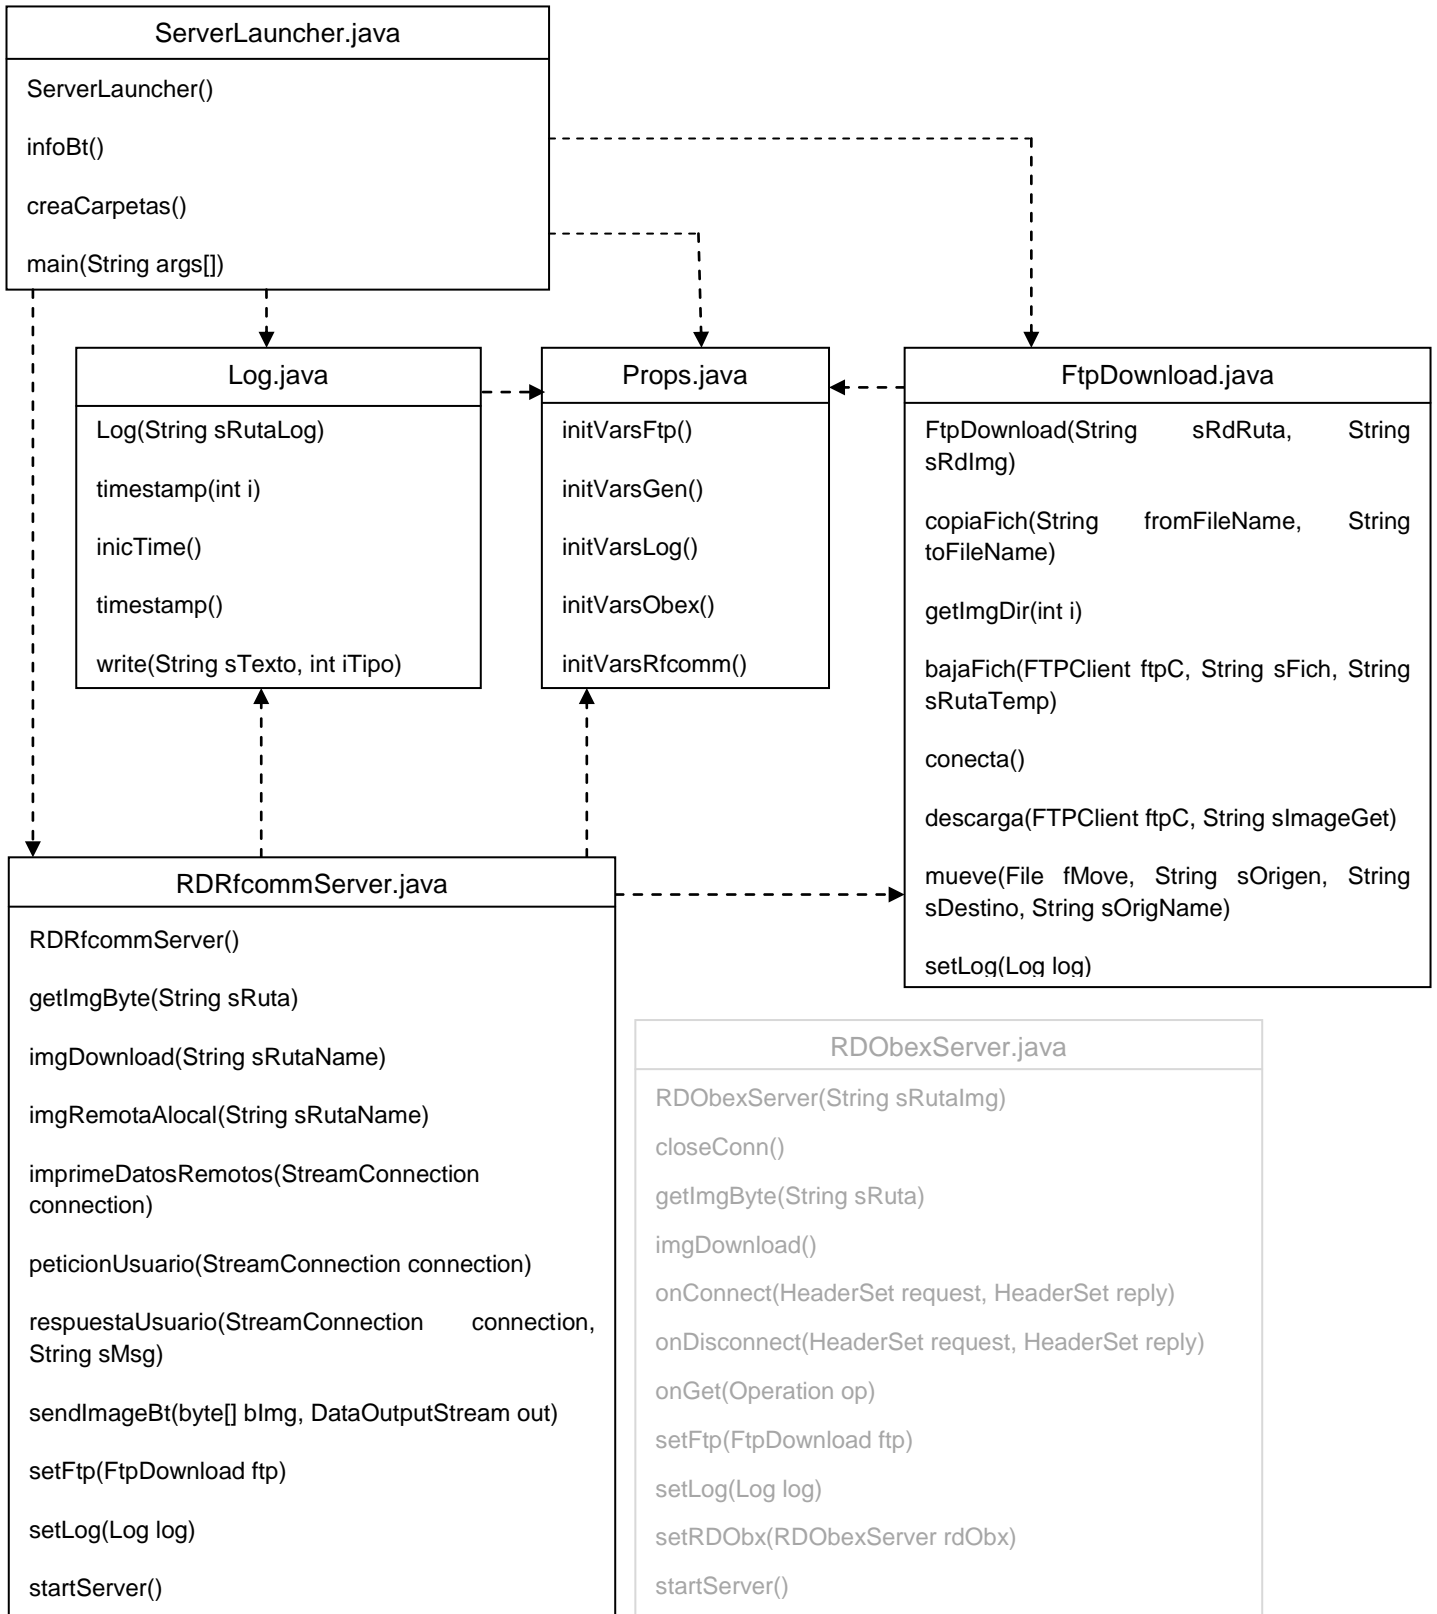 ServerLauncher.java
ServerLauncher()
infoBt()
creaCarpetas()
main(String args[])
Log.java
Log(String sRutaLog)
timestamp(int i)
inicTime()
timestamp()
write(String sTexto, int iTipo)
Props.java
initVarsFtp()
initVarsGen()
initVarsLog()
initVarsObex()
initVarsRfcomm()
FtpDownload.java
FtpDownload(String sRdRuta, String
sRdImg)
copiaFich(String fromFileName, String
toFileName)
getImgDir(int i)
bajaFich(FTPClient ftpC, String sFich, String
sRutaTemp)
conecta()
descarga(FTPClient ftpC, String sImageGet)
mueve(File fMove, String sOrigen, String
sDestino, String sOrigName)
setLog(Log log)
RDRfcommServer.java
RDRfcommServer()
getImgByte(String sRuta)
imgDownload(String sRutaName)
imgRemotaAlocal(String sRutaName)
imprimeDatosRemotos(StreamConnection
connection)
peticionUsuario(StreamConnection connection)
respuestaUsuario(StreamConnection connection,
String sMsg)
sendImageBt(byte[] bImg, DataOutputStream out)
setFtp(FtpDownload ftp)
setLog(Log log)
startServer()
RDObexServer.java
RDObexServer(String sRutaImg)
closeConn()
getImgByte(String sRuta)
imgDownload()
onConnect(HeaderSet request, HeaderSet reply)
onDisconnect(HeaderSet request, HeaderSet reply)
onGet(Operation op)
setFtp(FtpDownload ftp)
setLog(Log log)
setRDObx(RDObexServer rdObx)
startServer()